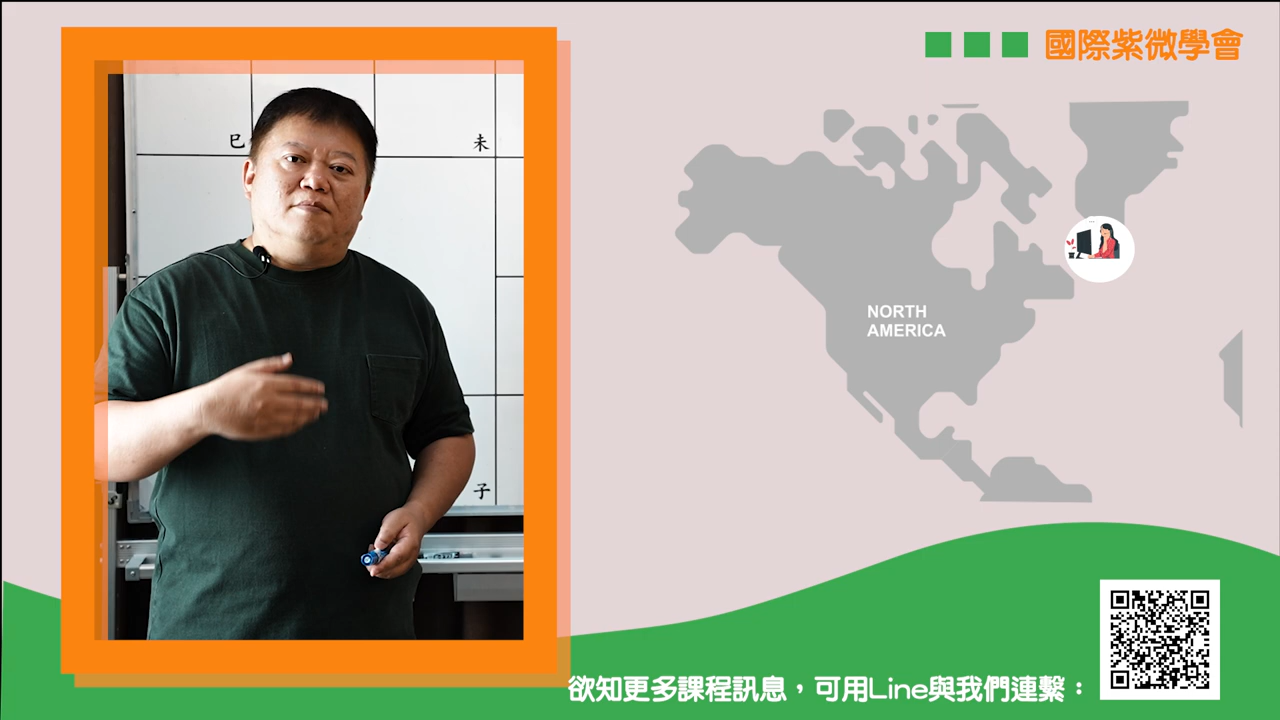 國際紫微學會
巳
未
NORTH
AMERICA
子
欲知更多課程訊息，可用Line與我們連繫：